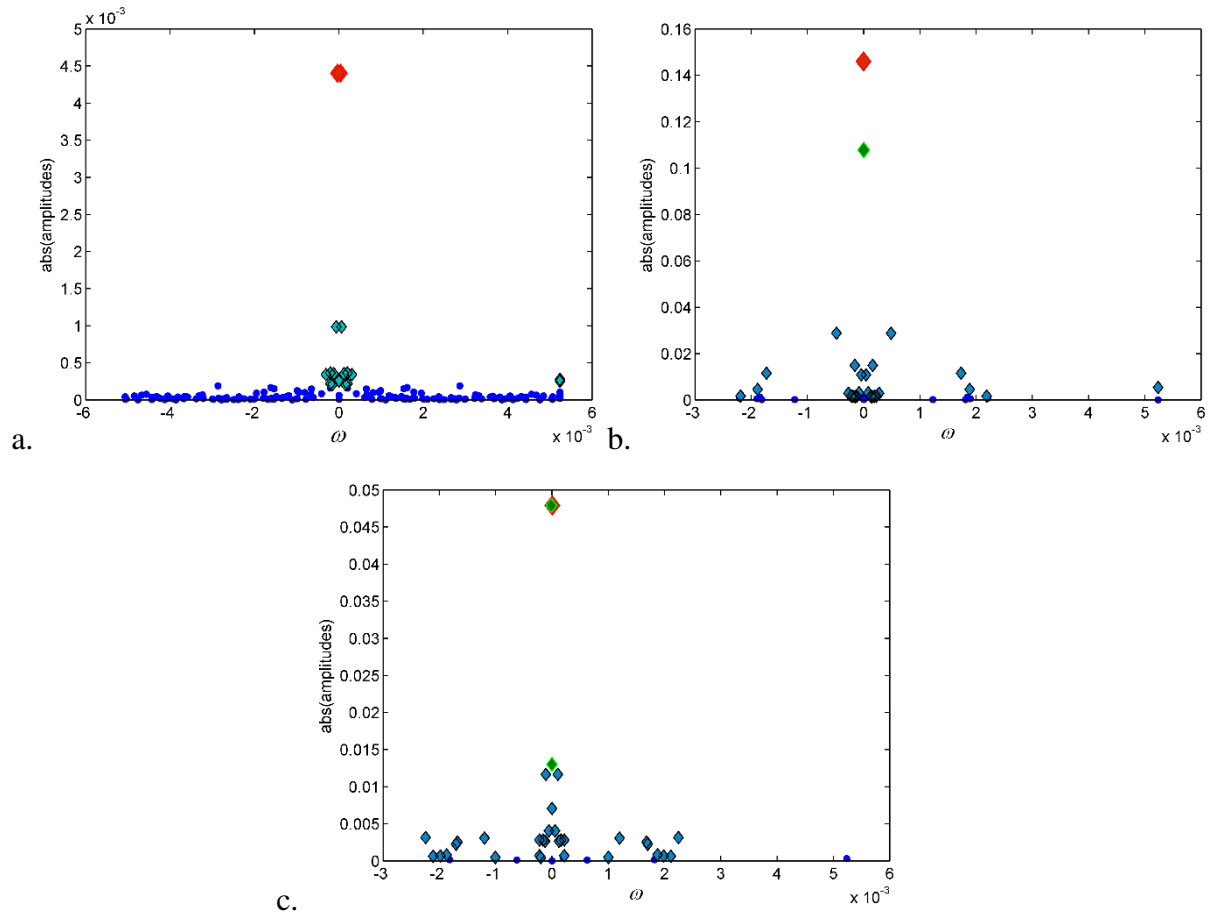 x 10⁻³
5
4.5
4
3.5
3
2.5
2
1.5
1
0.5
0
abs(amplitudes)
-6 -4 -2 0 2 4 6
ω
x 10⁻³
a.
0.16
0.14
0.12
0.1
0.08
0.06
0.04
0.02
0
abs(amplitudes)
-3 -2 -1 0 1 2 3 4 5 6
ω
x 10⁻³
b.
0.05
0.045
0.04
0.035
0.03
0.025
0.02
0.015
0.01
0.005
0
abs(amplitudes)
-3 -2 -1 0 1 2 3 4 5 6
ω
x 10⁻³
c.